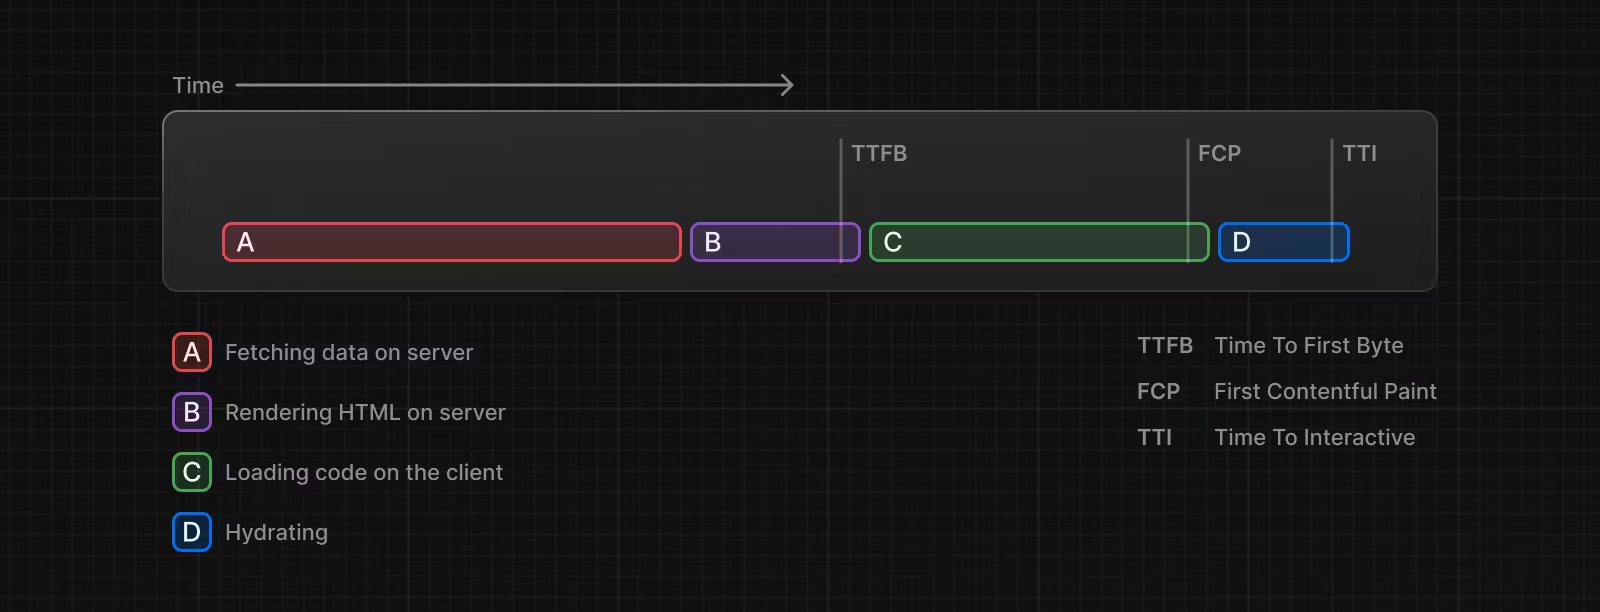 Time
TTFB
FCP
TTI
A
B
C
D
A Fetching data on server
B Rendering HTML on server
C Loading code on the client
D Hydrating
TTFB Time To First Byte
FCP First Contentful Paint
TTI Time To Interactive